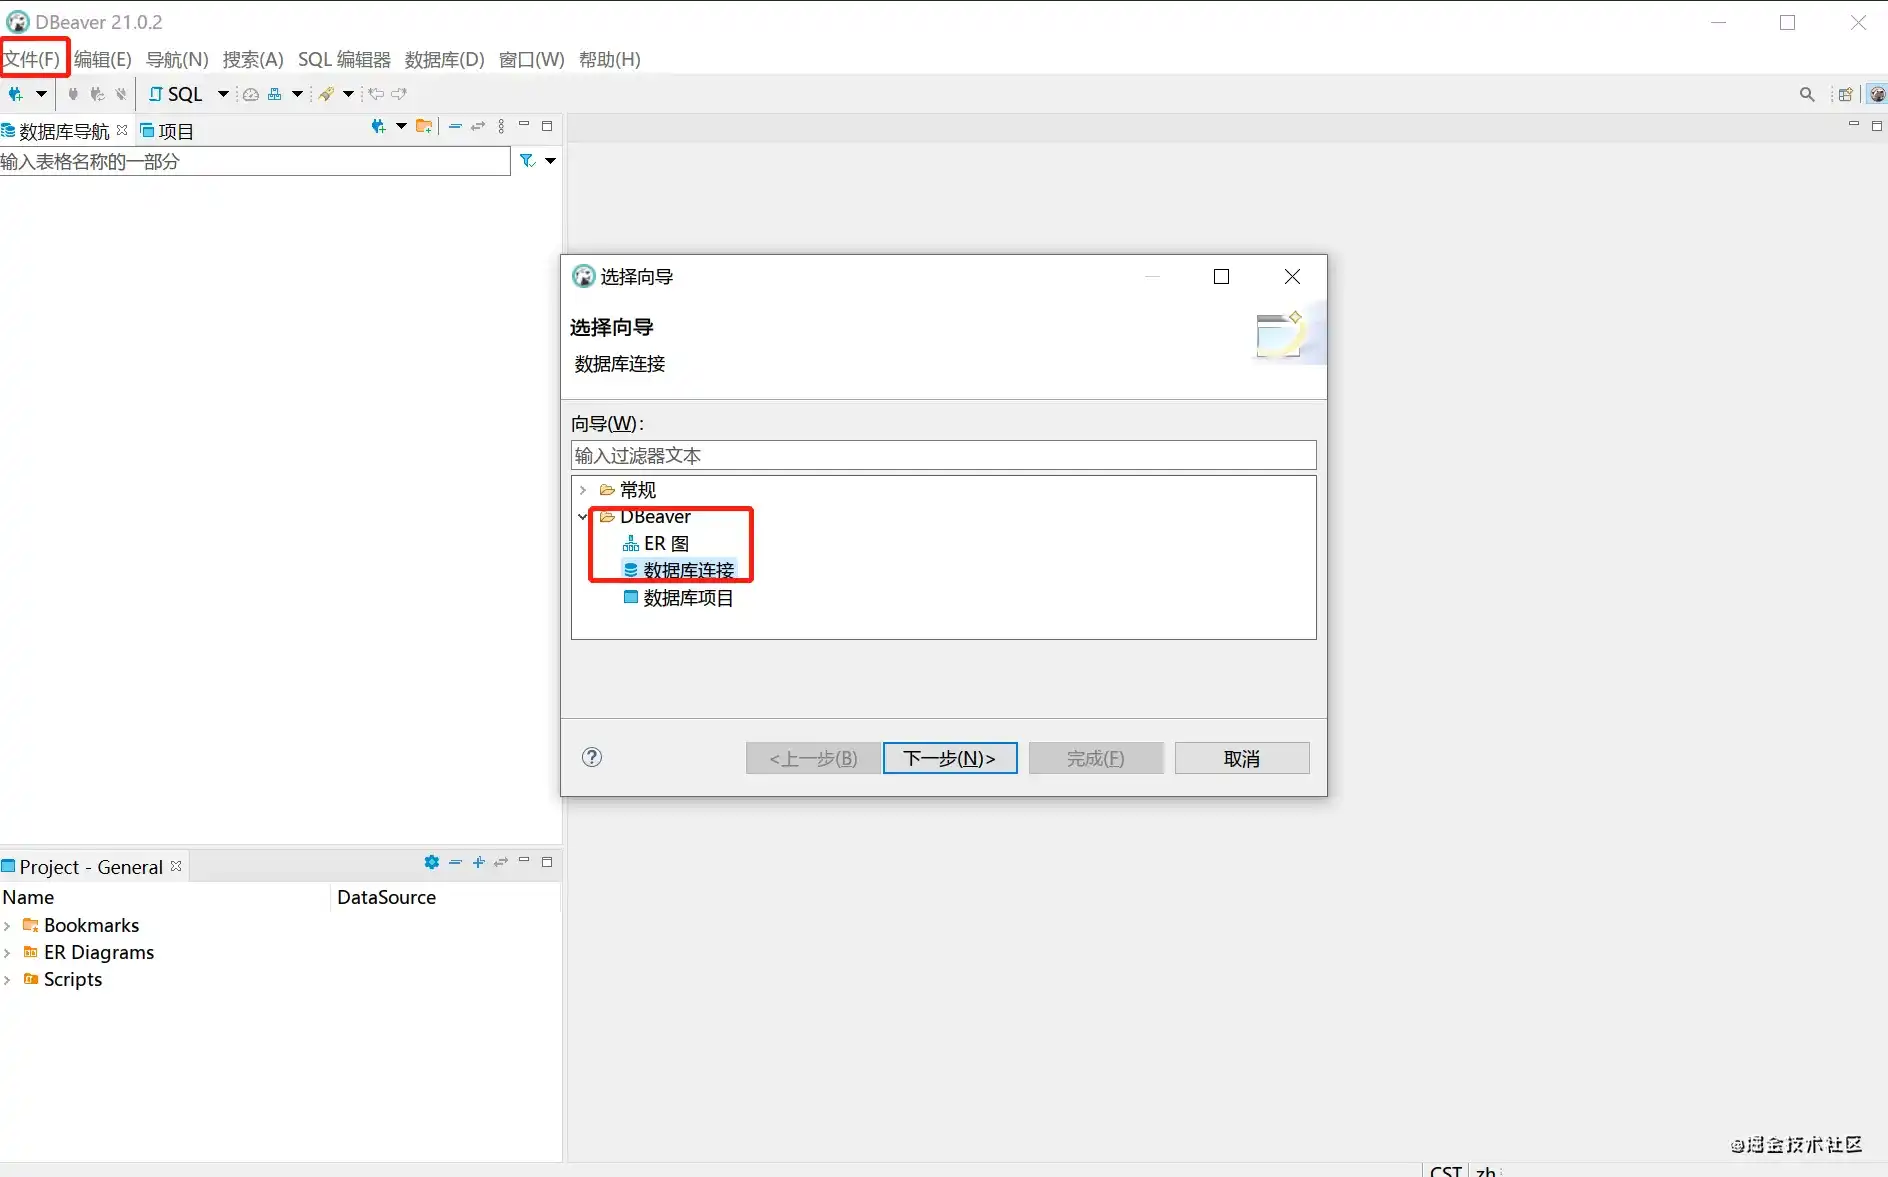 DBeaver 21.0.2
文件(F) 编辑(E) 导航(N) 搜索(A) SQL 编辑器 数据库(D) 窗口(W) 帮助(H)
SQL
数据库导航 项目
输入表格名称的一部分
选择向导
选择向导
数据库连接
向导(W):
输入过滤器文本
常规
DBeaver
ER 图
数据库连接
数据库项目
<上一步(B) 下一步(N)> 完成(F) 取消
Project - General
Name DataSource
Bookmarks
ER Diagrams
Scripts
@掘金技术社区
CST zh